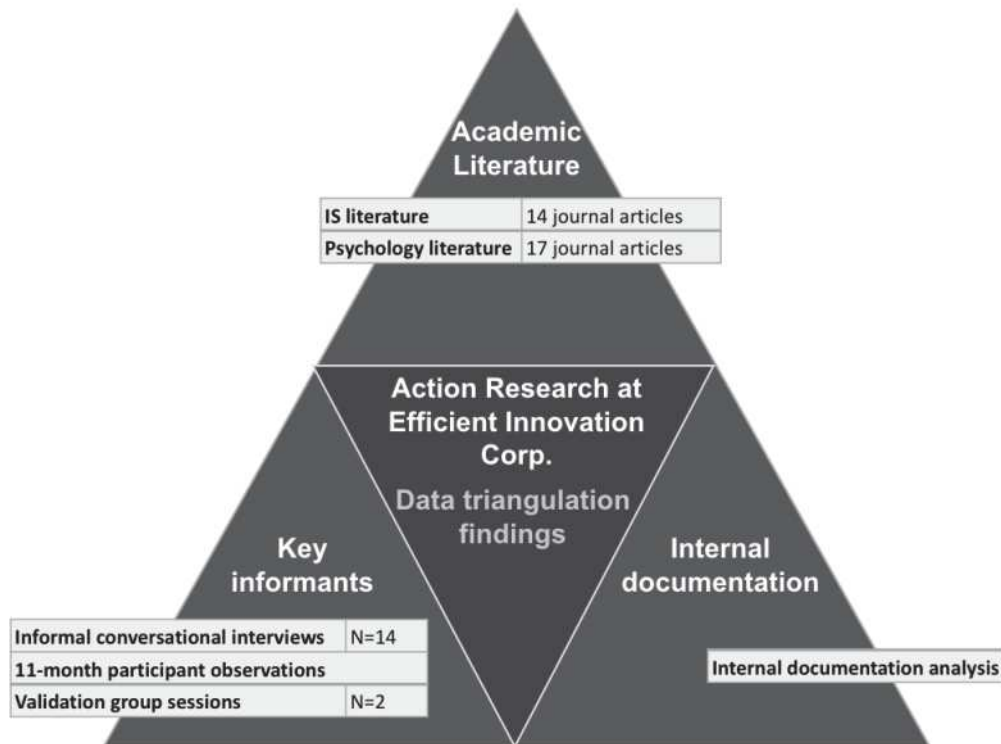 Academic
Literature
IS literature 14 journal articles
Psychology literature 17 journal articles
Action Research at
Efficient Innovation
Corp.
Data triangulation
findings
Key
informants
Informal conversational interviews N=14
11-month participant observations
Validation group sessions N=2
Internal
documentation
Internal documentation analysis